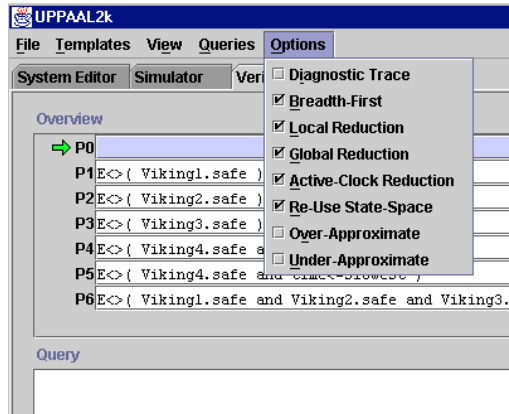 UPPAAL2k
File Templates View Queries Options
System Editor Simulator Veri
Diagnostic Trace
Breadth-First
Local Reduction
Global Reduction
Active-Clock Reduction
Re-Use State-Space
Over-Approximate
Under-Approximate
Overview
P0
P1 E<>( Viking1.safe )
P2 E<>( Viking2.safe )
P3 E<>( Viking3.safe )
P4 E<>( Viking4.safe a
P5 E<>( Viking4.safe and time<=slowest )
P6 E<>( Viking1.safe and Viking2.safe and Viking3.
Query